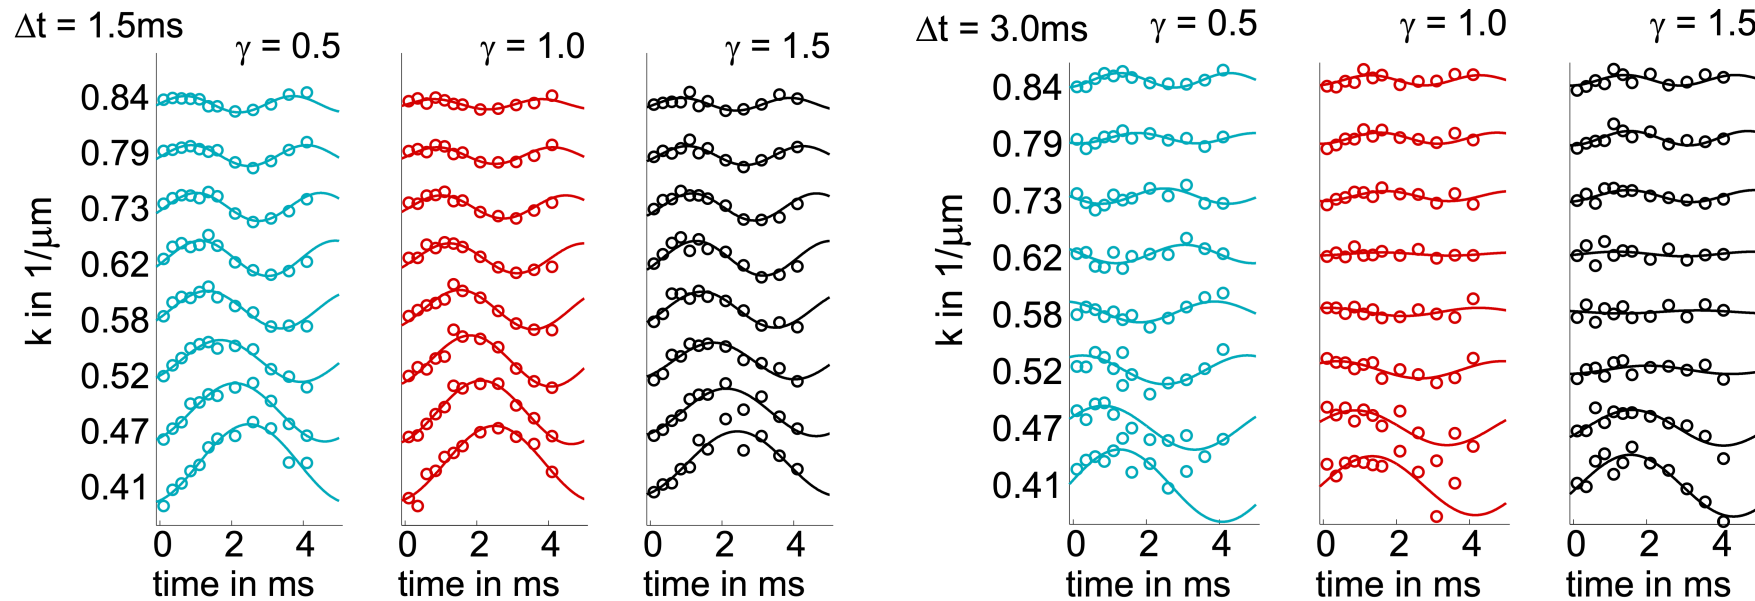 Δt = 1.5ms
γ = 0.5
γ = 1.0
γ = 1.5
k in 1/μm
0.84
0.79
0.73
0.62
0.58
0.52
0.47
0.41
0 2 4
0 2 4
0 2 4
time in ms
time in ms
time in ms
Δt = 3.0ms
γ = 0.5
γ = 1.0
γ = 1.5
k in 1/μm
0.84
0.79
0.73
0.62
0.58
0.52
0.47
0.41
0 2 4
0 2 4
0 2 4
time in ms
time in ms
time in ms